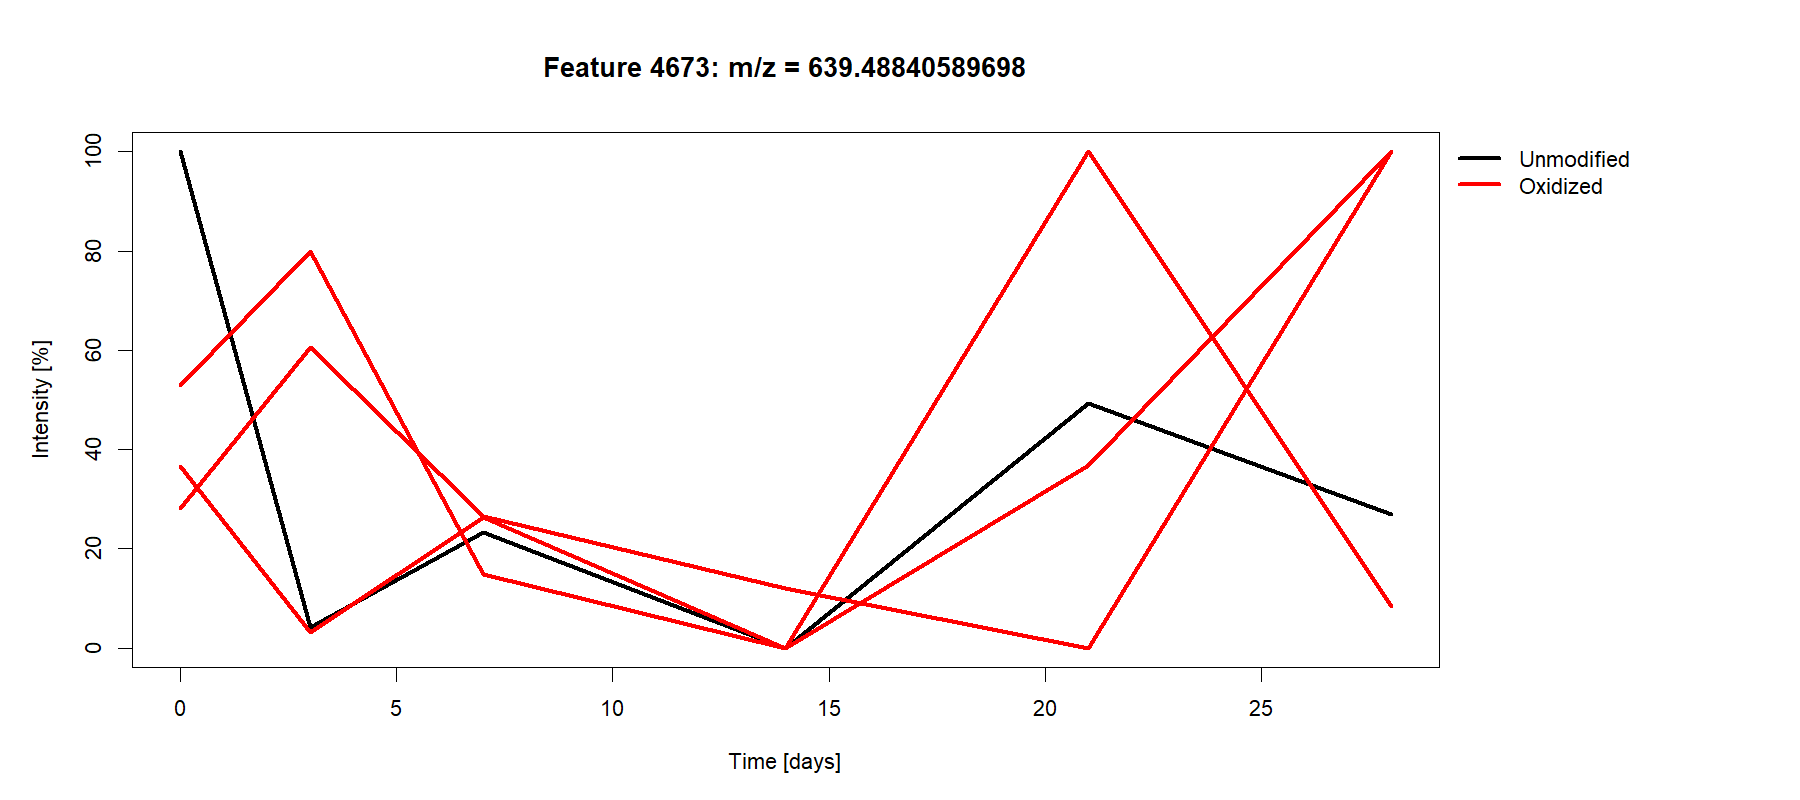 Feature 4673: m/z = 639.48840589698
Unmodified
Oxidized
Intensity [%]
100
80
60
40
20
0
0 5 10 15 20 25
Time [days]